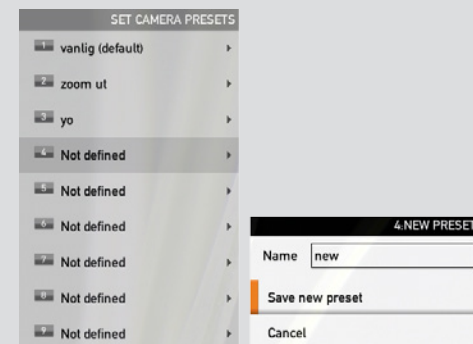 SET CAMERA PRESETS
1 vanlig (default)
2 zoom ut
3 yo
4 Not defined
5 Not defined
6 Not defined
7 Not defined
8 Not defined
9 Not defined
4.NEW PRESET
Name new
Save new preset
Cancel